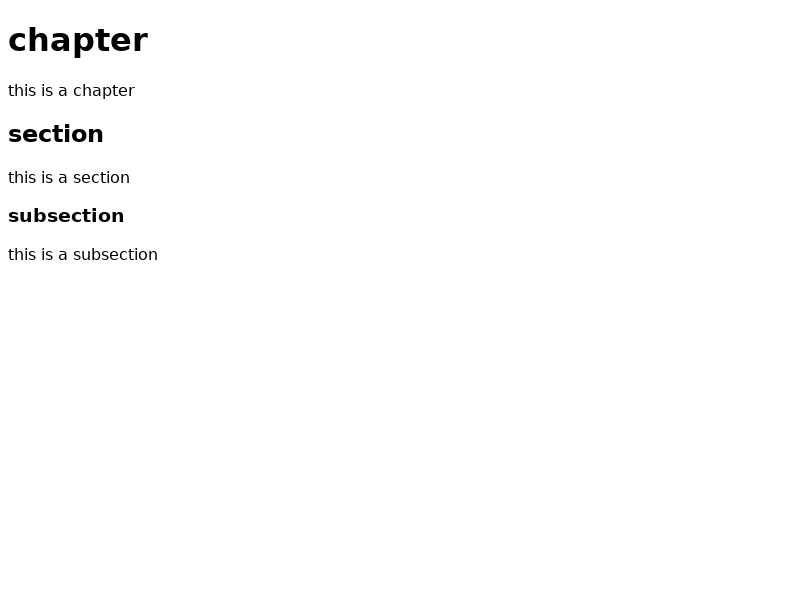 chapter
this is a chapter
section
this is a section
subsection
this is a subsection